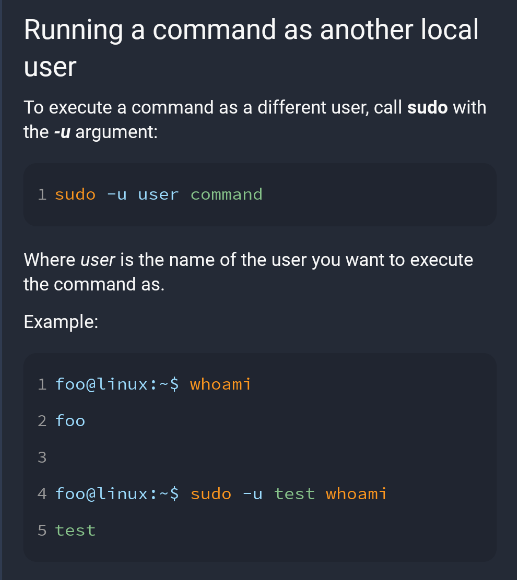 Running a command as another local
user
To execute a command as a different user, call sudo with
the -u argument:
1 sudo -u user command
Where user is the name of the user you want to execute
the command as.
Example:
1 foo@linux:~$ whoami
2 foo
3
4 foo@linux:~$ sudo -u test whoami
5 test